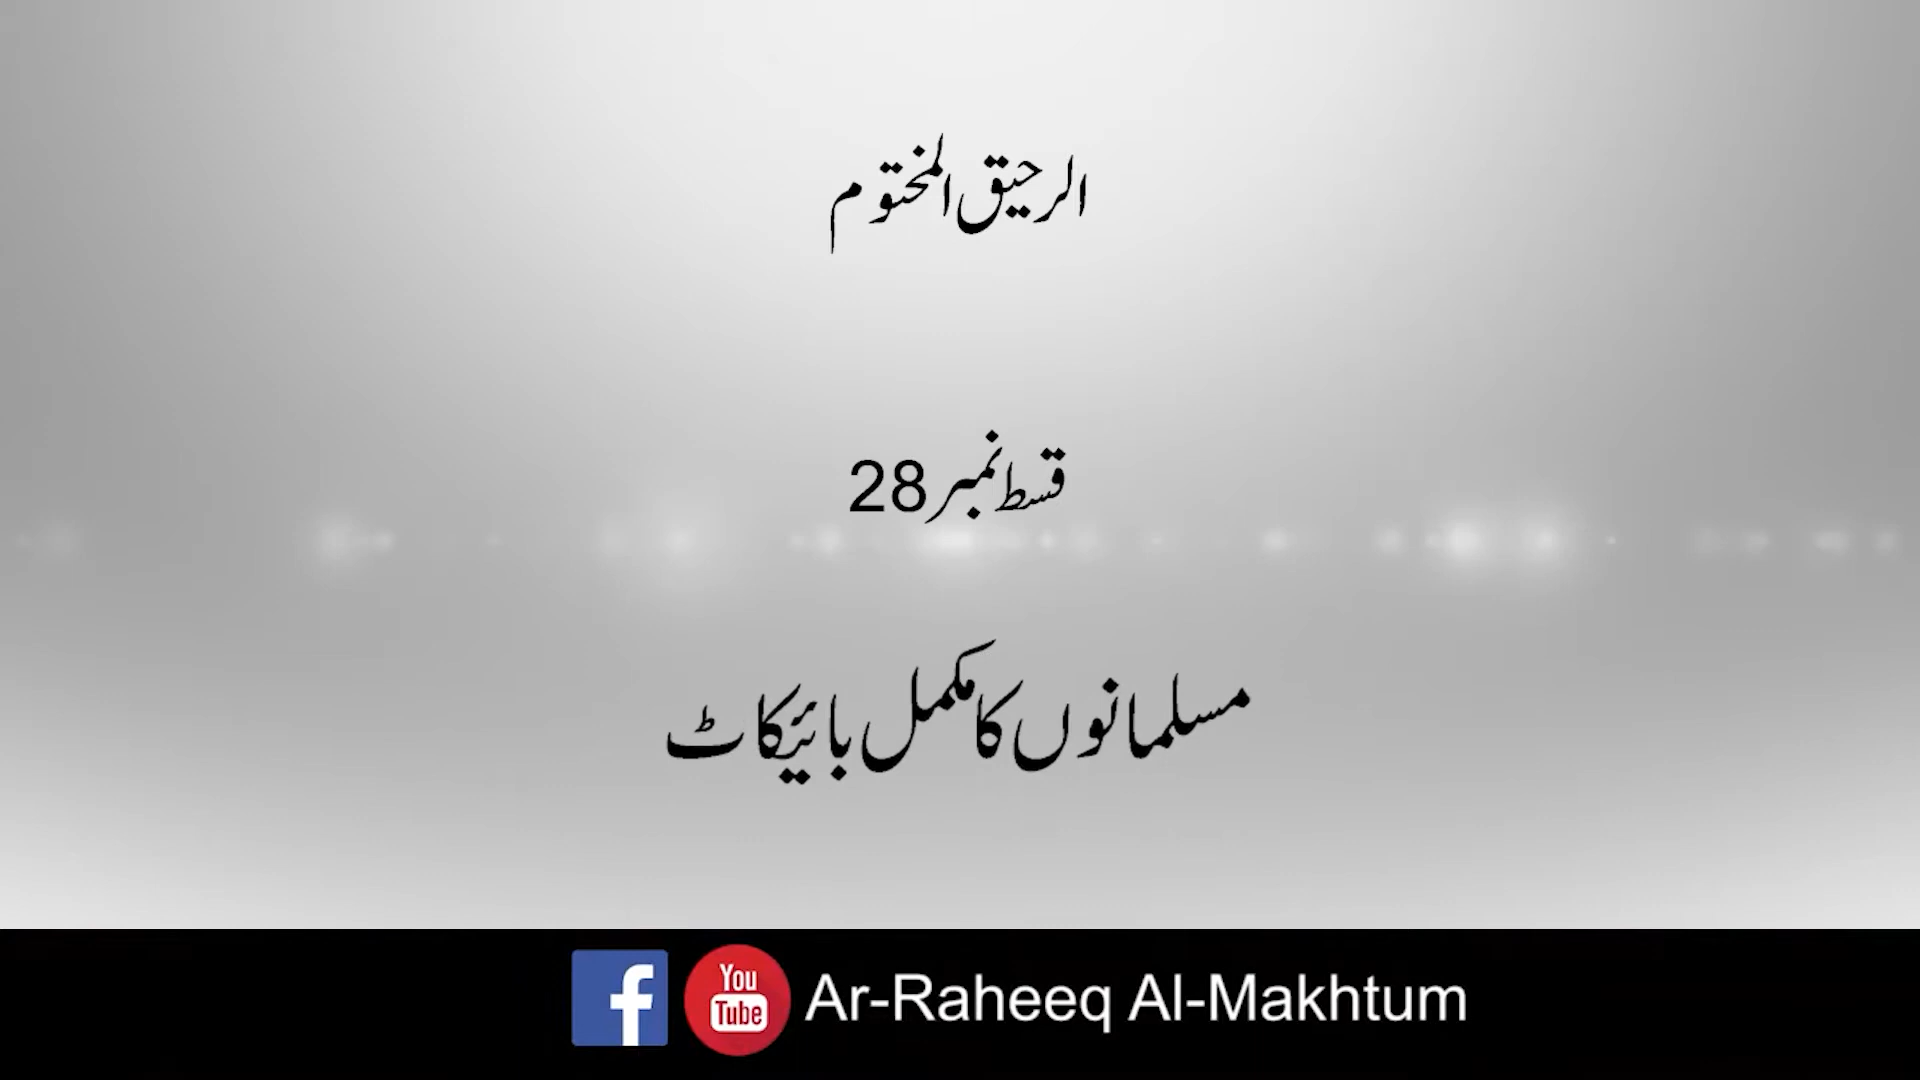 الرحیق المختوم
قسط نمبر 28
مسلمانوں کا مکمل بائیکاٹ
f You Tube Ar-Raheeq Al-Makhtum